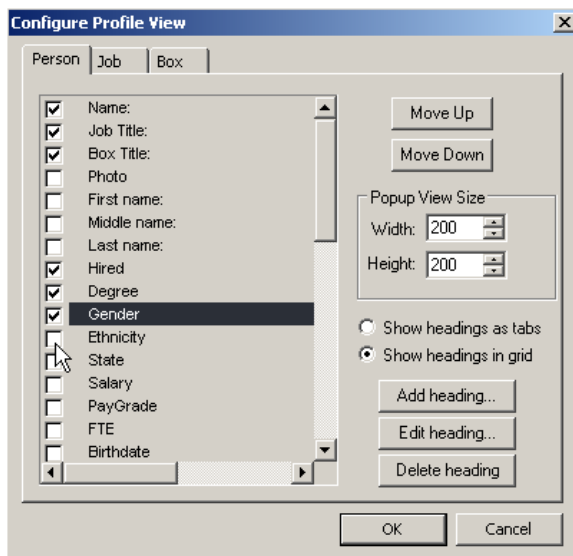 Configure Profile View
Person Job Box
Name:
Job Title:
Box Title:
Photo
First name:
Middle name:
Last name:
Hired
Degree
Gender
Ethnicity
State
Salary
PayGrade
FTE
Birthdate
Move Up
Move Down
Popup View Size
Width: 200
Height: 200
Show headings as tabs
Show headings in grid
Add heading...
Edit heading...
Delete heading
OK Cancel